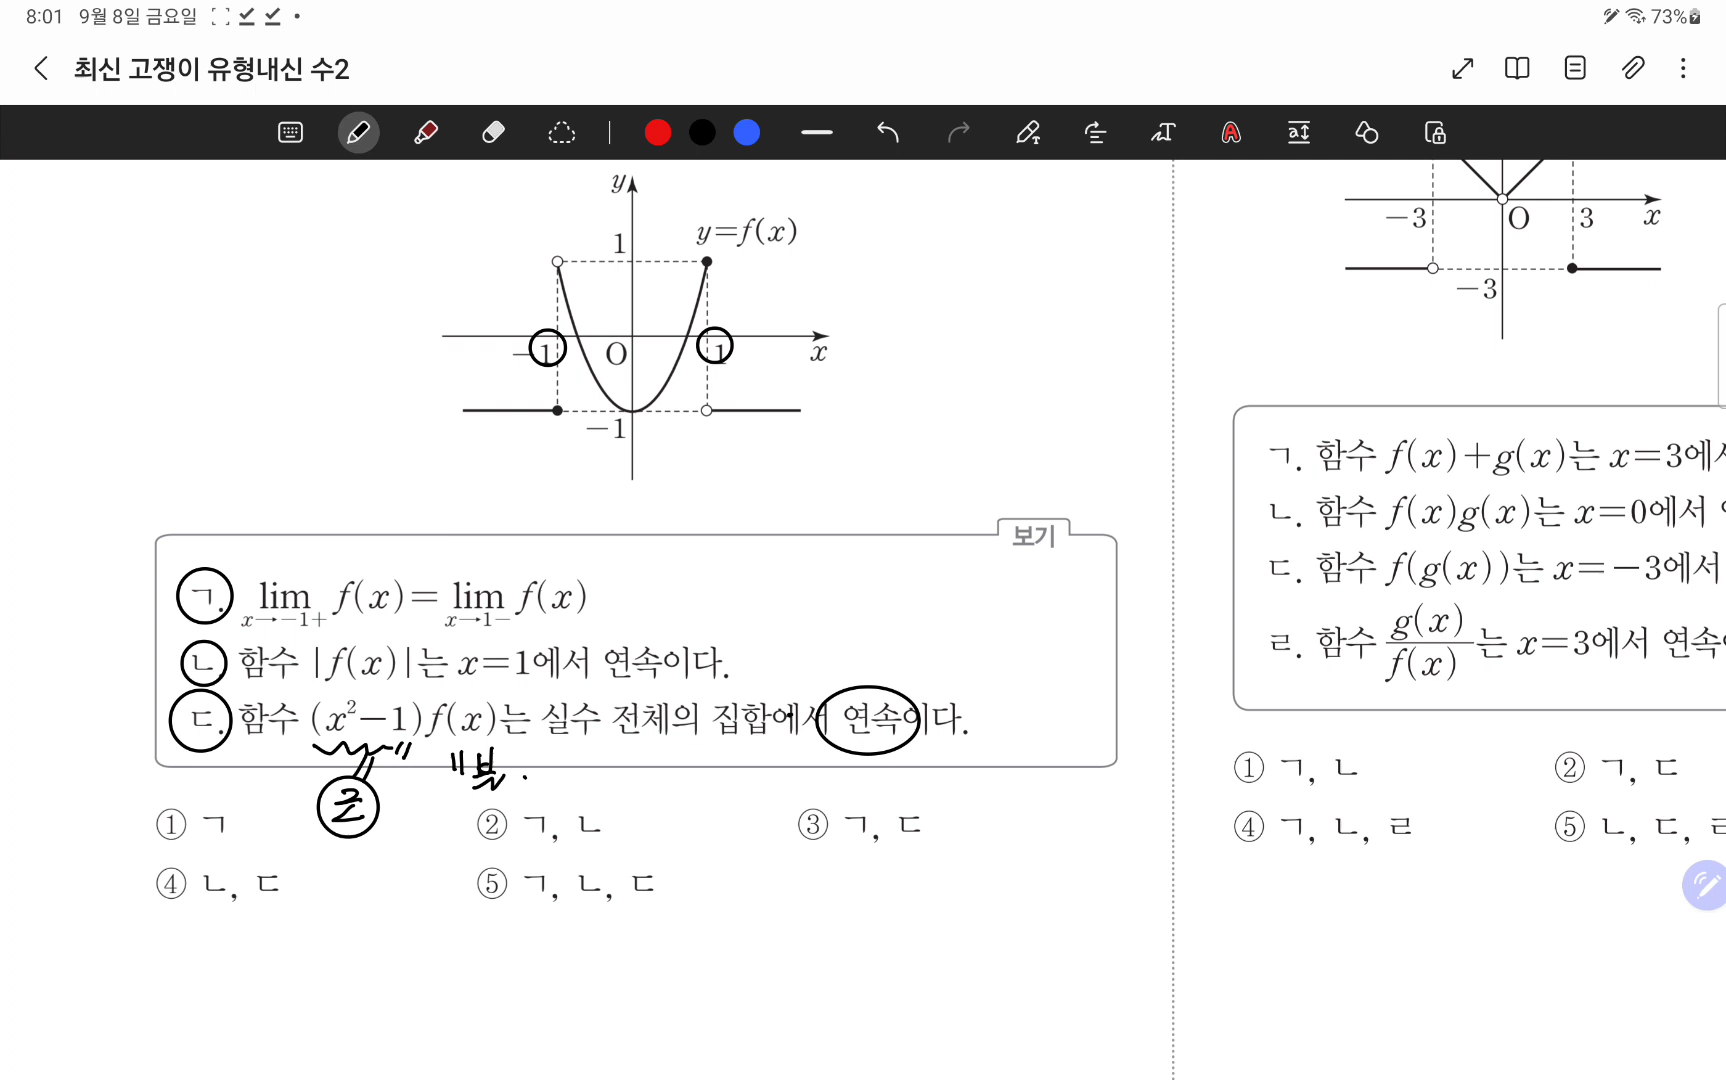 8:01 9월 8일 금요일
73%
최신 고쟁이 유형내신 수2
y
1
y=f(x)
-1
O
1
x
-1
보기
ㄱ. lim x→-1+ f(x)= lim x→1- f(x)
ㄴ. 함수 |f(x)|는 x=1에서 연속이다.
ㄷ. 함수 (x²-1)f(x)는 실수 전체의 집합에서 연속이다.
"불.
① ㄱ
② ㄱ, ㄴ
③ ㄱ, ㄷ
④ ㄴ, ㄷ
⑤ ㄱ, ㄴ, ㄷ
-3
O
3
x
-3
ㄱ. 함수 f(x)+g(x)는 x=3에서
ㄴ. 함수 f(x)g(x)는 x=0에서
ㄷ. 함수 f(g(x))는 x=-3에서
ㄹ. 함수 g(x)/f(x)는 x=3에서 연속
① ㄱ, ㄴ
② ㄱ, ㄷ
④ ㄱ, ㄴ, ㄹ
⑤ ㄴ, ㄷ, ㄹ